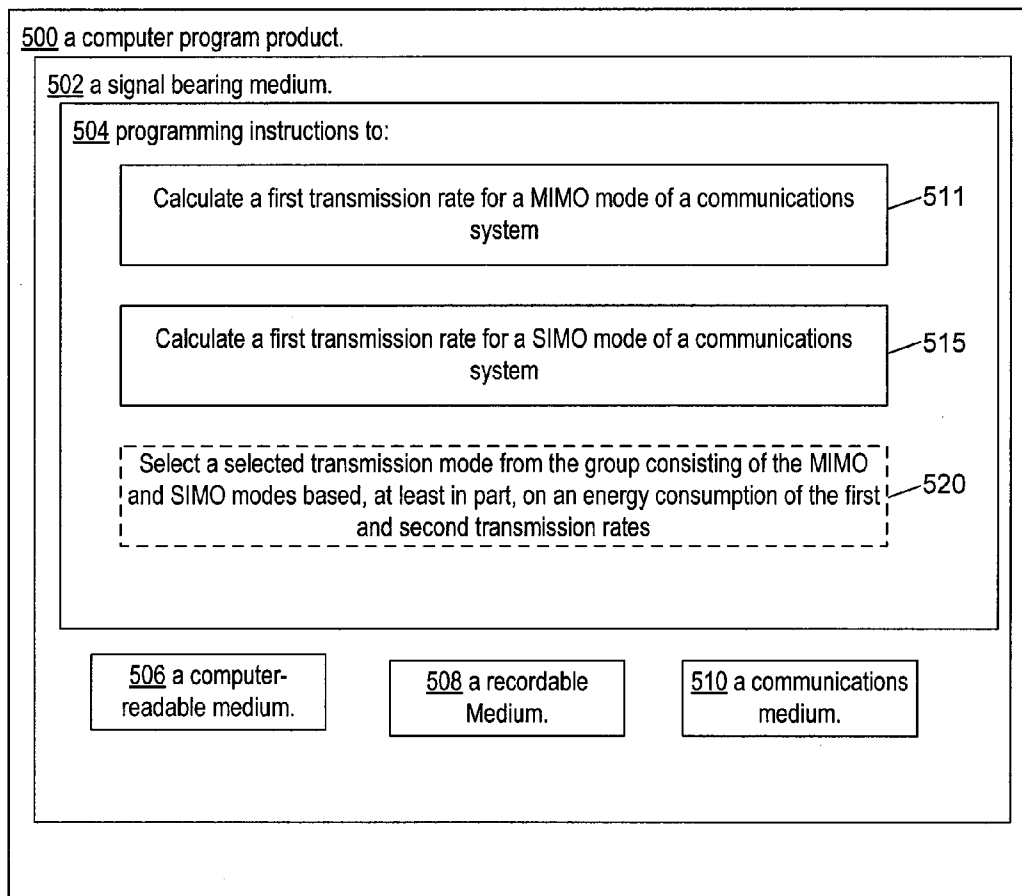 500 a computer program product.
502 a signal bearing medium.
504 programming instructions to:
Calculate a first transmission rate for a MIMO mode of a communications
system
511
Calculate a first transmission rate for a SIMO mode of a communications
system
515
Select a selected transmission mode from the group consisting of the MIMO
and SIMO modes based, at least in part, on an energy consumption of the first
and second transmission rates
520
506 a computer-
readable medium.
508 a recordable
Medium.
510 a communications
medium.